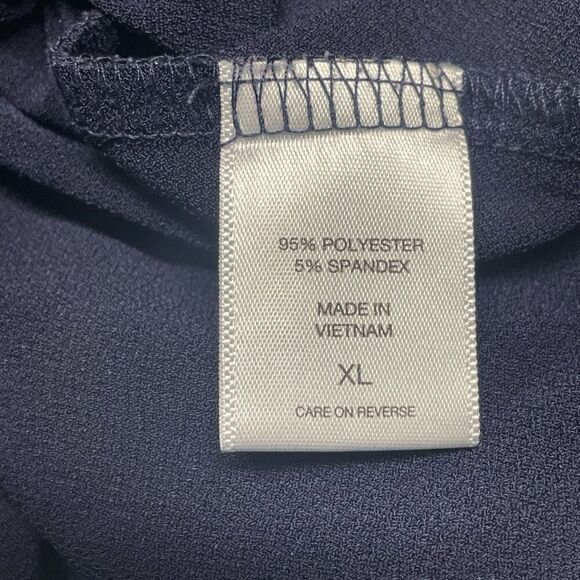 95% POLYESTER
5% SPANDEX
MADE IN
VIETNAM
XL
CARE ON REVERSE